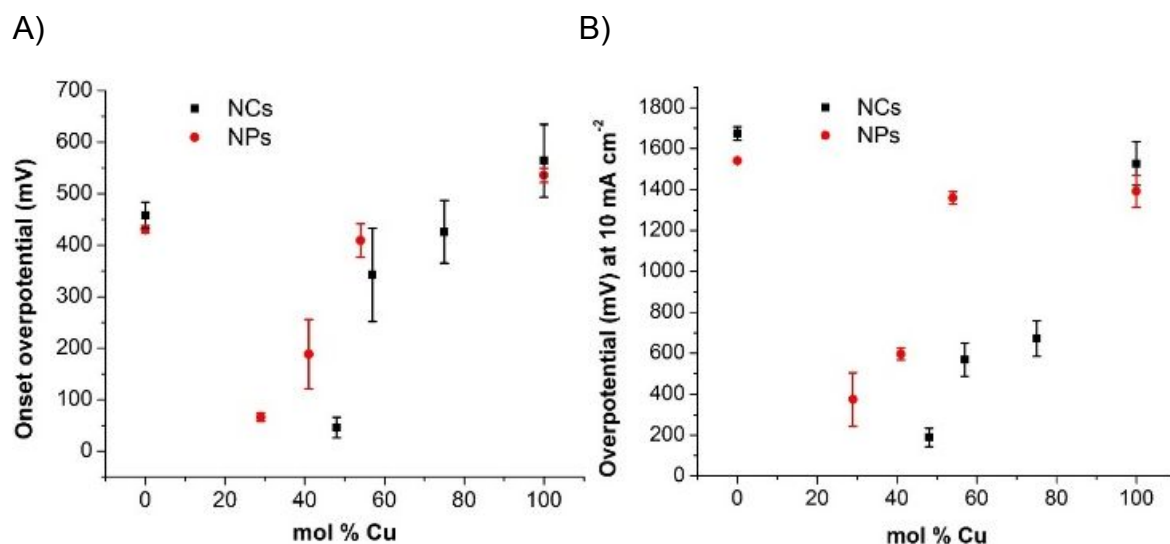 A)
B)
NCs
NPs
Onset overpotential (mV)
700
600
500
400
300
200
100
0
0 20 40 60 80 100
mol % Cu
NCs
NPs
Overpotential (mV) at 10 mA cm⁻²
1800
1600
1400
1200
1000
800
600
400
200
0
0 20 40 60 80 100
mol % Cu